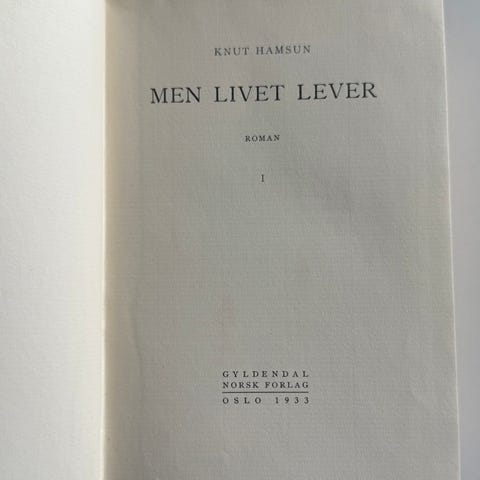 KNUT HAMSUN
MEN LIVET LEVER
ROMAN
I
GYLDENDAL
NORSK FORLAG
OSLO 1933